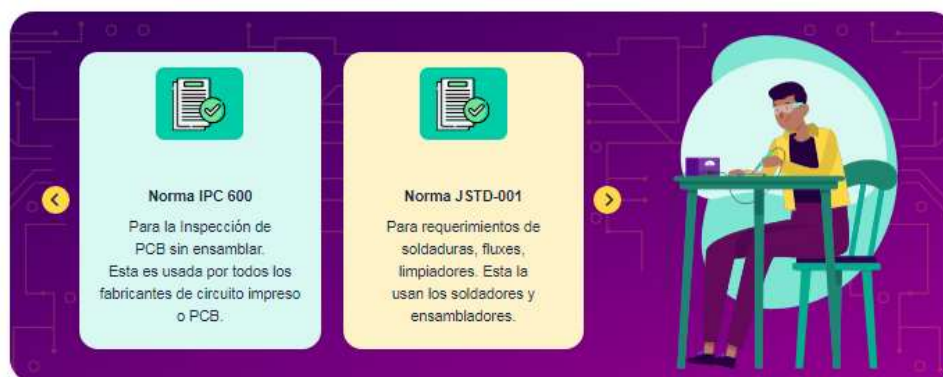 Norma IPC 600
Para la Inspección de
PCB sin ensamblar.
Esta es usada por todos los
fabricantes de circuito impreso
o PCB.
Norma JSTD-001
Para requerimientos de
soldaduras, fluxes,
limpiadores. Esta la
usan los soldadores y
ensambladores.